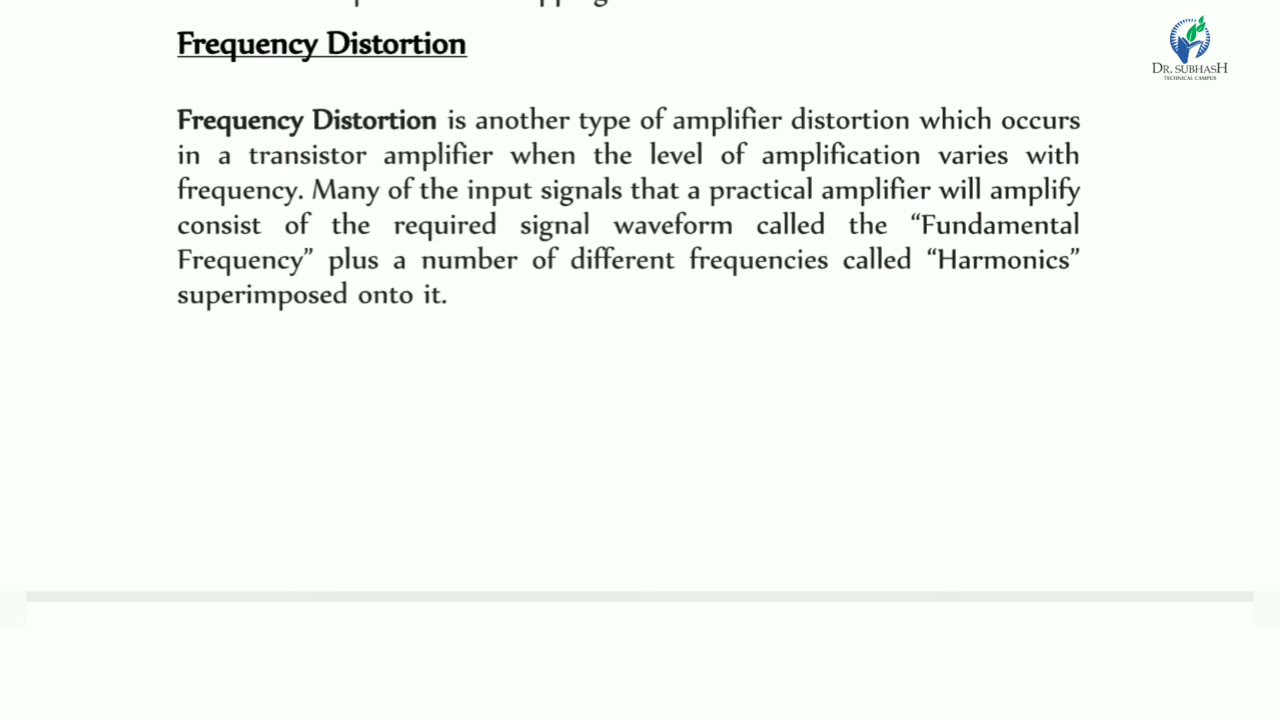 Frequency Distortion
DR. SUBHASH
TECHNICAL CAMPUS
Frequency Distortion is another type of amplifier distortion which occurs
in a transistor amplifier when the level of amplification varies with
frequency. Many of the input signals that a practical amplifier will amplify
consist of the required signal waveform called the “Fundamental
Frequency” plus a number of different frequencies called “Harmonics”
superimposed onto it.